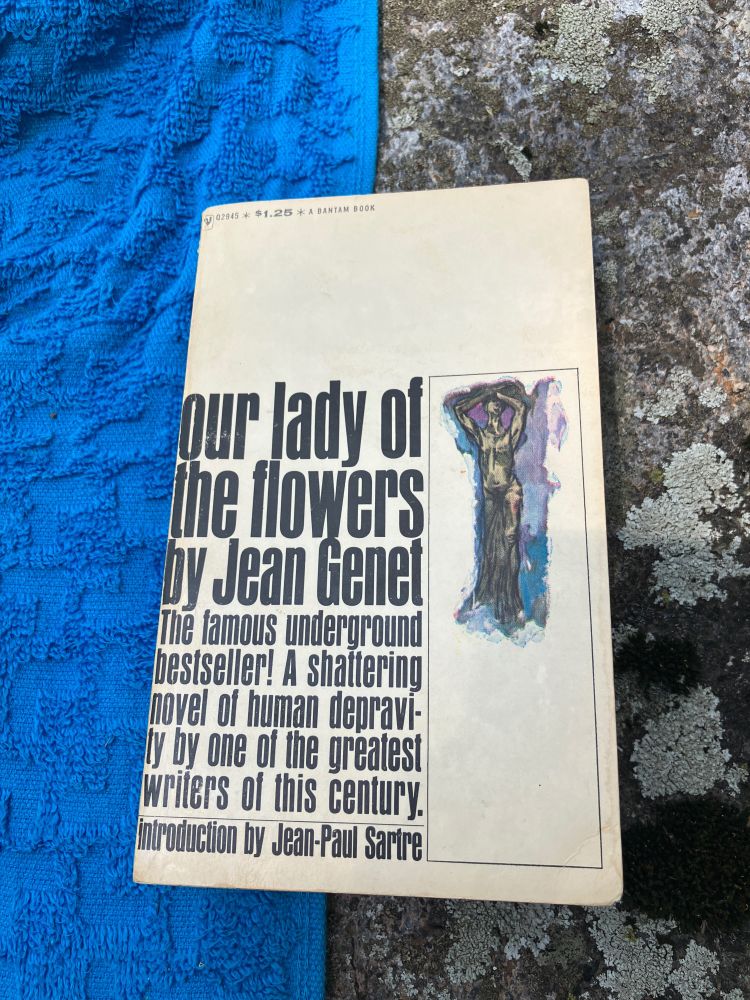 Q2945 * $1.25 * A BANTAM BOOK
our lady of
the flowers
by Jean Genet
The famous underground
bestseller! A shattering
novel of human depravi-
ty by one of the greatest
writers of this century.
introduction by Jean-Paul Sartre